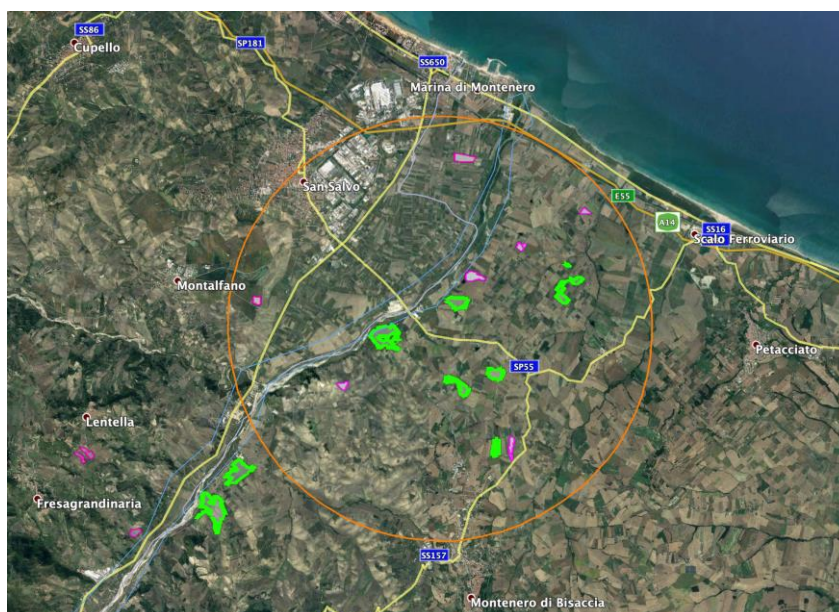 SS86
Cupello
SP181
SS650
Marina di Montenero
San Salvo
E55
A14
SS16
Scalo Ferroviario
Montalfano
Petacciato
SP55
Lentella
Fresagrandinaria
SS157
Montenero di Bisaccia